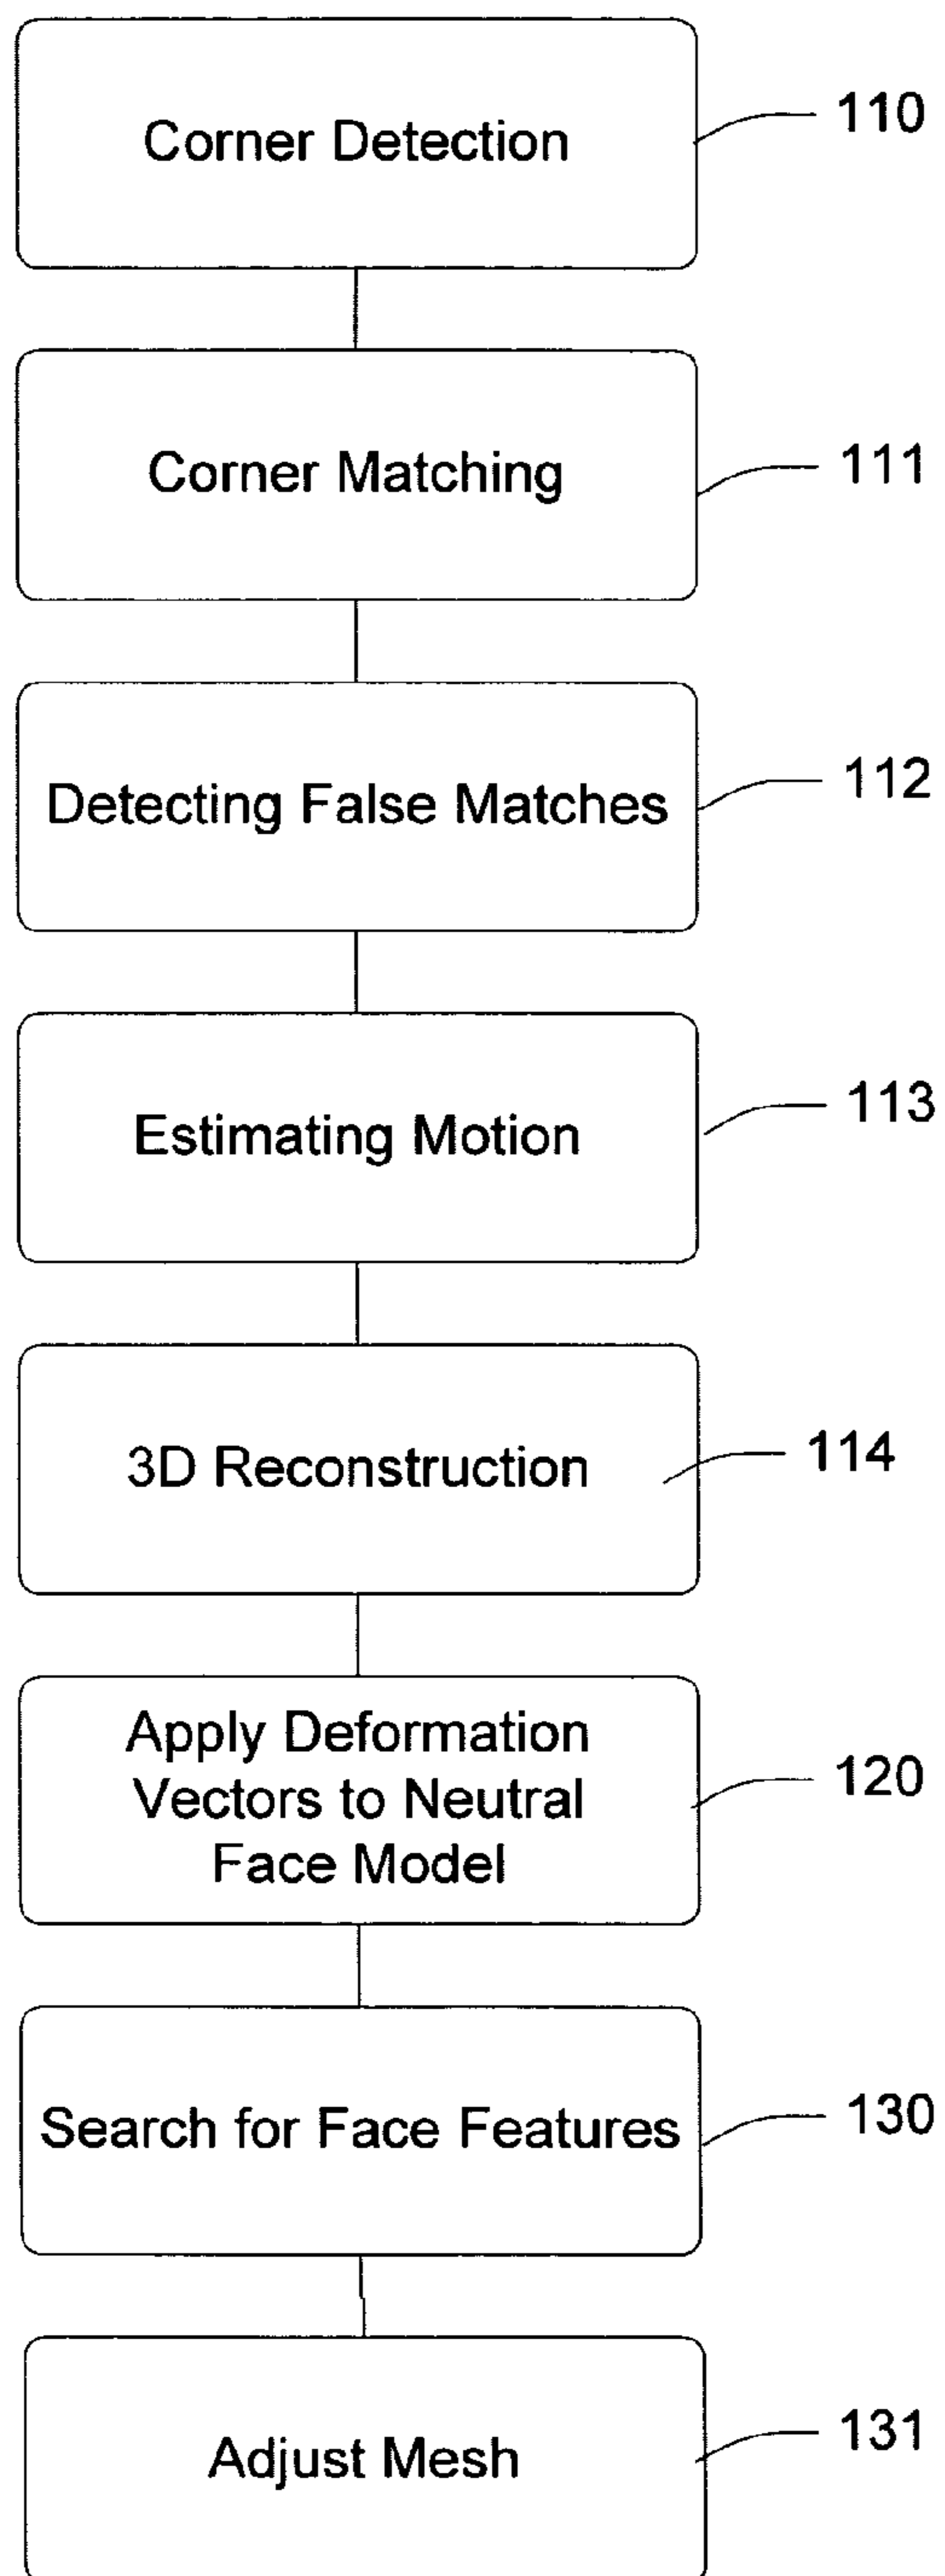 Corner Detection
110
Corner Matching
111
Detecting False Matches
112
Estimating Motion
113
3D Reconstruction
114
Apply Deformation
Vectors to Neutral
Face Model
120
Search for Face Features
130
Adjust Mesh
131